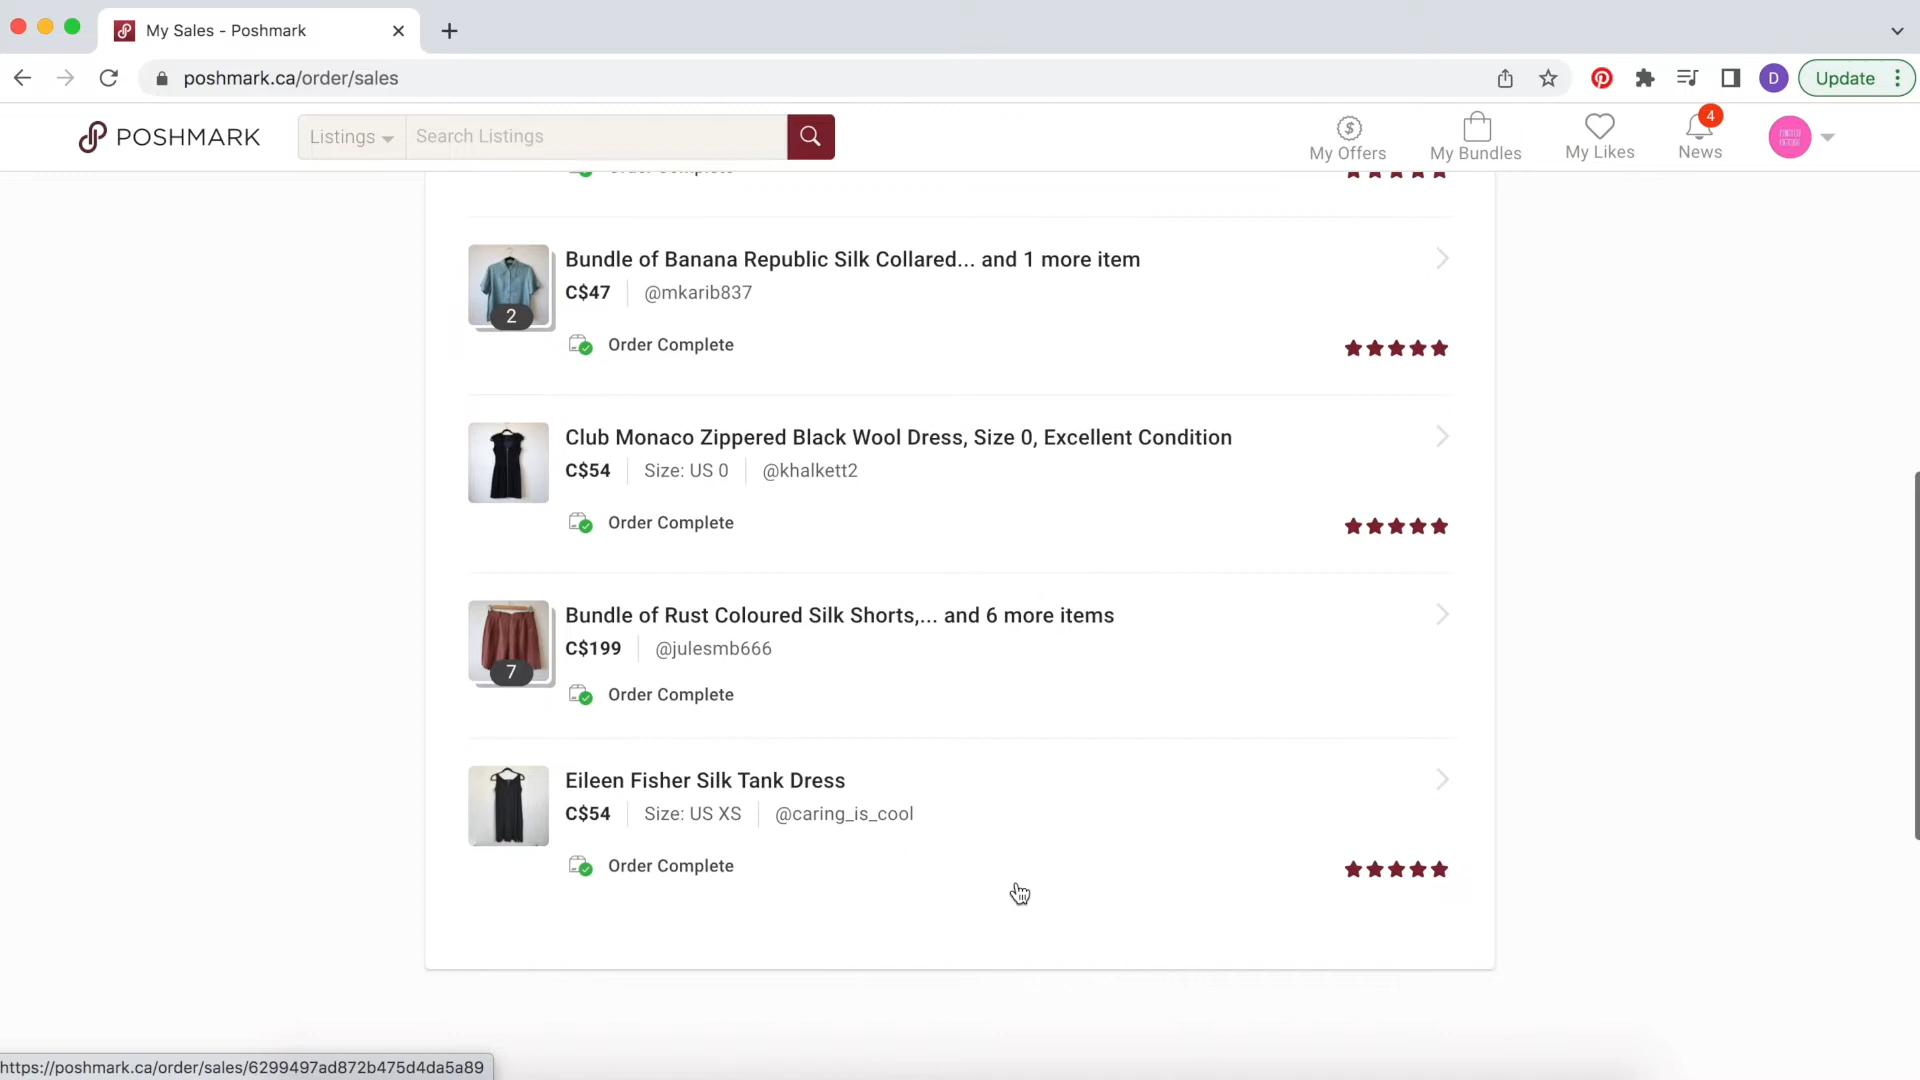 My Sales - Poshmark
poshmark.ca/order/sales
D
Update
POSHMARK
Listings
Search Listings
My Offers
My Bundles
My Likes
4
News
Order Complete
Bundle of Banana Republic Silk Collared... and 1 more item
C$47
@mkarib837
2
Order Complete
Club Monaco Zippered Black Wool Dress, Size 0, Excellent Condition
C$54
Size: US 0
@khalkett2
Order Complete
Bundle of Rust Coloured Silk Shorts,... and 6 more items
C$199
@julesmb666
7
Order Complete
Eileen Fisher Silk Tank Dress
C$54
Size: US XS
@caring_is_cool
Order Complete
https://poshmark.ca/order/sales/6299497ad872b475d4da5a89